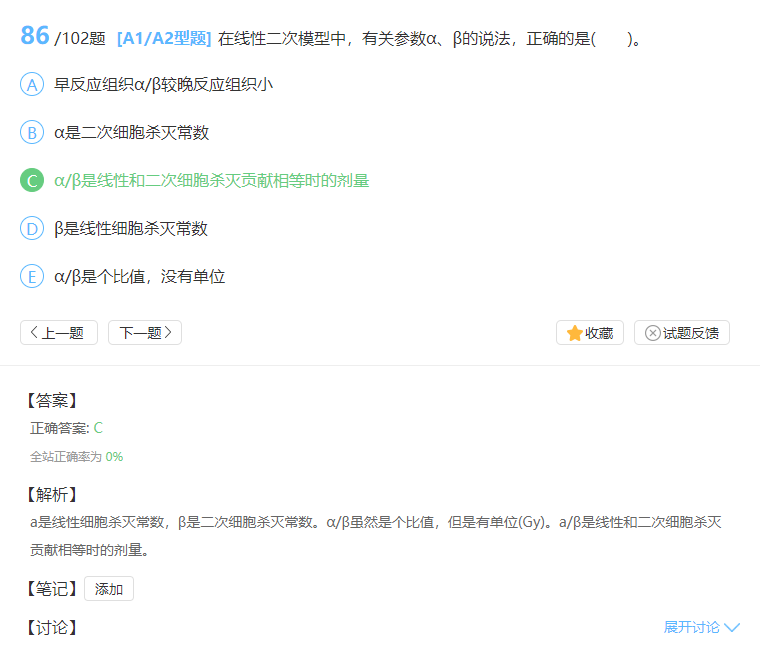 86 /102题 [A1/A2型题] 在线性二次模型中，有关参数α、β的说法，正确的是(　　)。
A 早反应组织α/β较晚反应组织小
B α是二次细胞杀灭常数
C α/β是线性和二次细胞杀灭贡献相等时的剂量
D β是线性细胞杀灭常数
E α/β是个比值，没有单位
上一题 下一题 收藏 试题反馈
【答案】
正确答案: C
全站正确率为 0%
【解析】
a是线性细胞杀灭常数，β是二次细胞杀灭常数。α/β虽然是个比值，但是有单位(Gy)。a/β是线性和二次细胞杀灭
贡献相等时的剂量。
【笔记】 添加
【讨论】 展开讨论